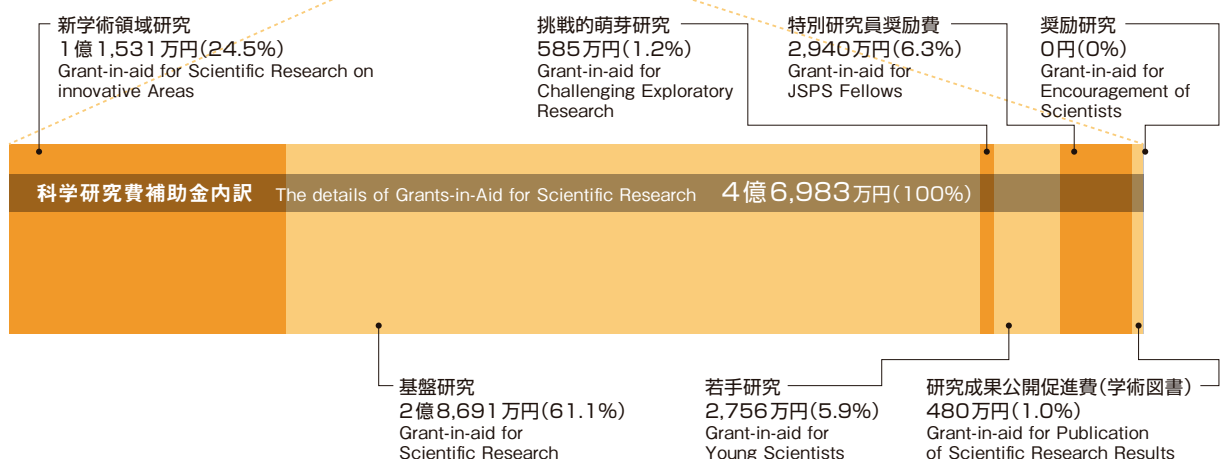 新学術領域研究
1億1,531万円(24.5%)
Grant-in-aid for Scientific Research on
innovative Areas
挑戦的萌芽研究
585万円(1.2%)
Grant-in-aid for
Challenging Exploratory
Research
特別研究員奨励費
2,940万円(6.3%)
Grant-in-aid for
JSPS Fellows
奨励研究
0円(0%)
Grant-in-aid for
Encouragement of
Scientists
科学研究費補助金内訳 The details of Grants-in-Aid for Scientific Research 4億6,983万円(100%)
基盤研究
2億8,691万円(61.1%)
Grant-in-aid for
Scientific Research
若手研究
2,756万円(5.9%)
Grant-in-aid for
Young Scientists
研究成果公開促進費(学術図書)
480万円(1.0%)
Grant-in-aid for Publication
of Scientific Research Results